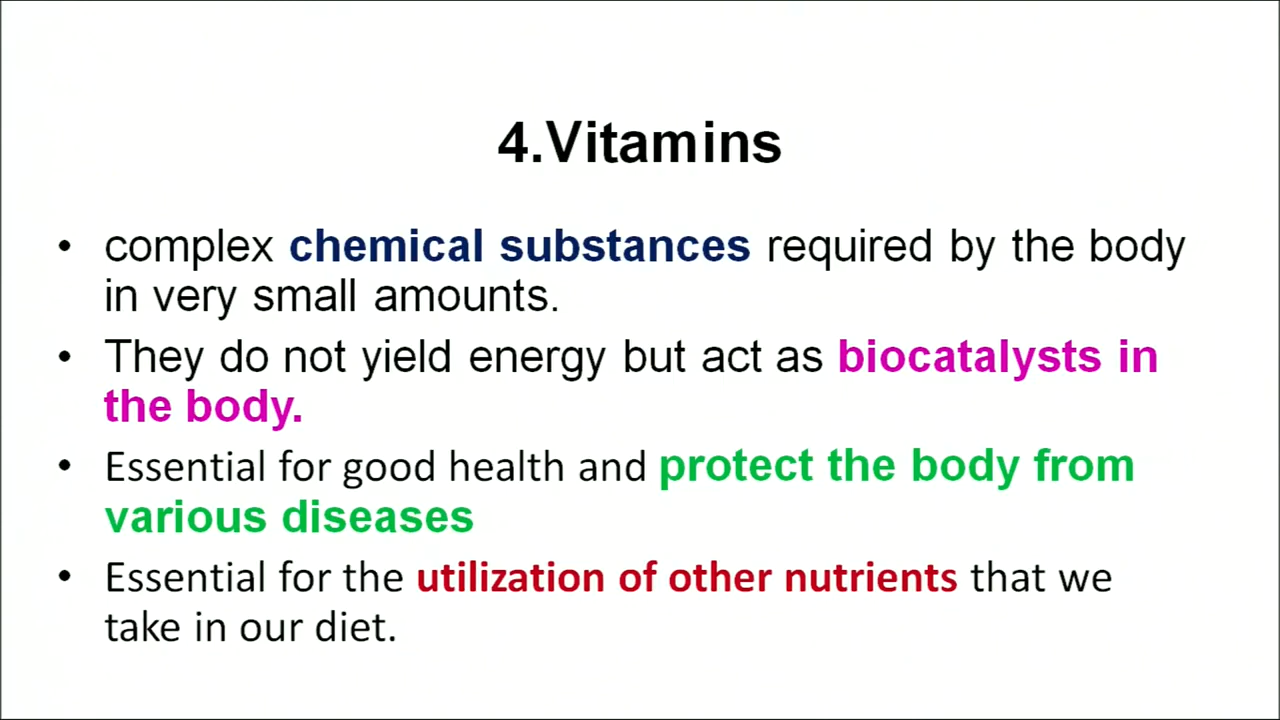 4.Vitamins
• complex chemical substances required by the body
in very small amounts.
• They do not yield energy but act as biocatalysts in
the body.
• Essential for good health and protect the body from
various diseases
• Essential for the utilization of other nutrients that we
take in our diet.